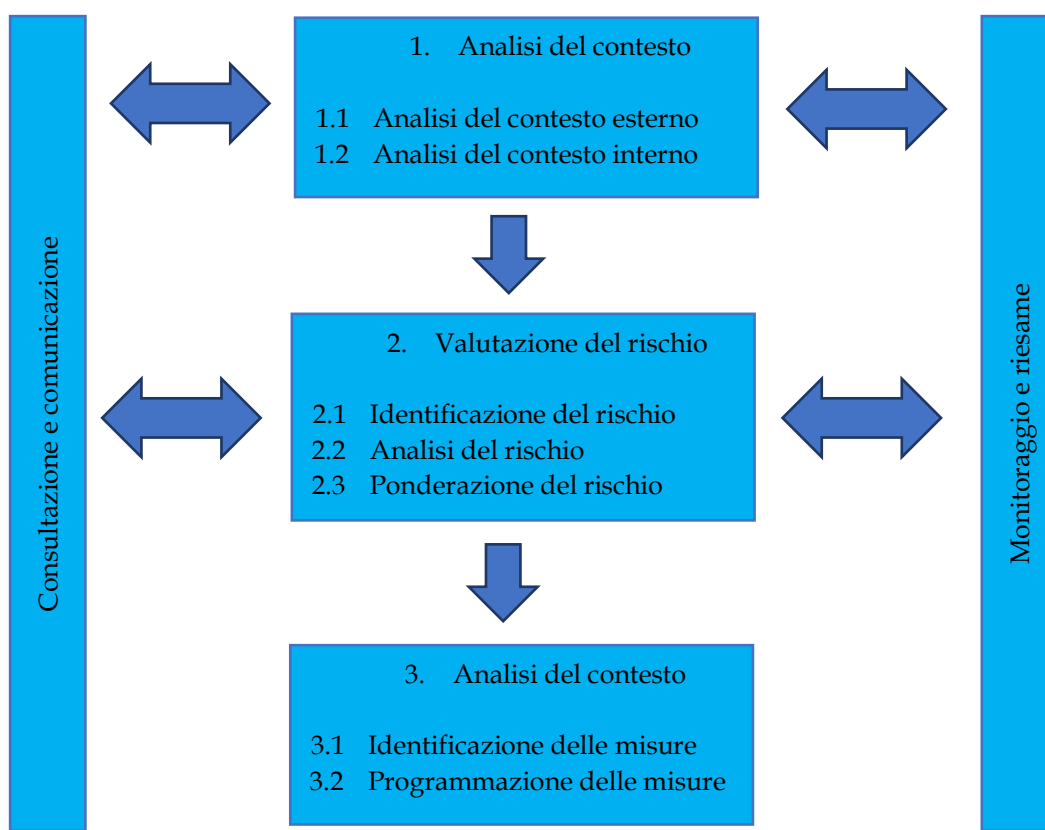 Consultazione e comunicazione
1. Analisi del contesto
1.1 Analisi del contesto esterno
1.2 Analisi del contesto interno
2. Valutazione del rischio
2.1 Identificazione del rischio
2.2 Analisi del rischio
2.3 Ponderazione del rischio
3. Analisi del contesto
3.1 Identificazione delle misure
3.2 Programmazione delle misure
Monitoraggio e riesame